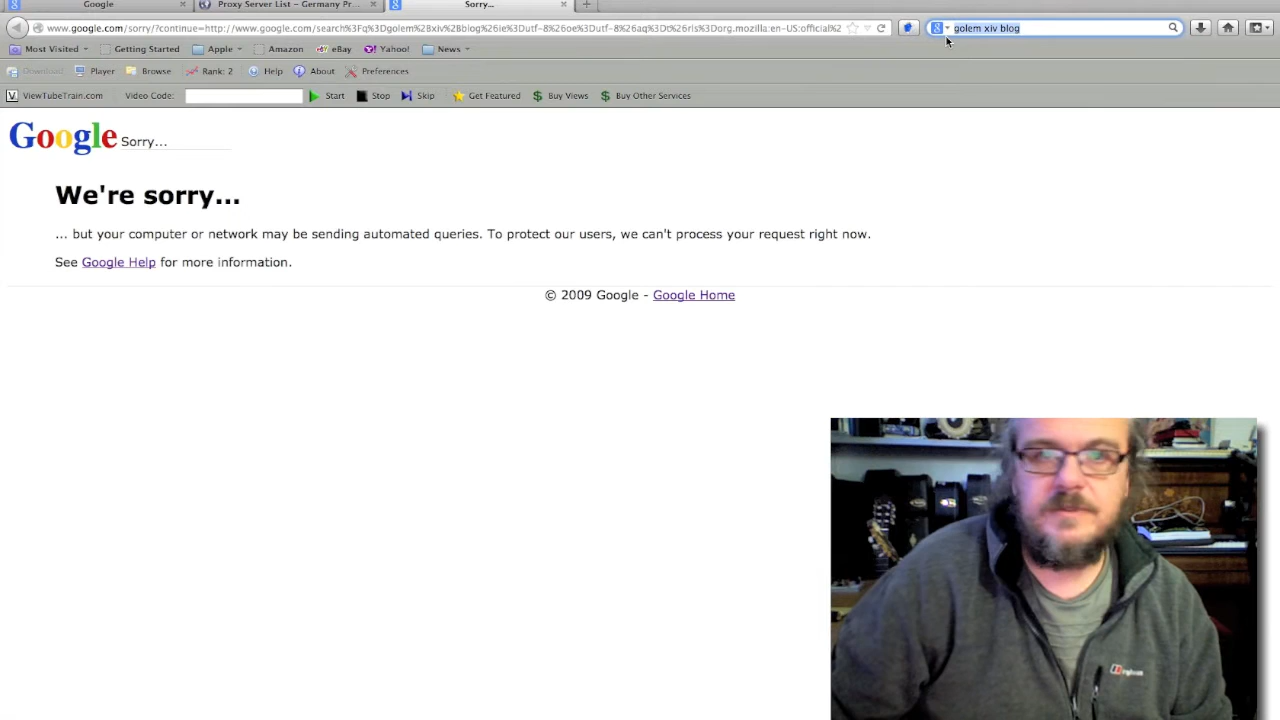 Google
Proxy Server List – Germany Pr...
Sorry...
www.google.com/sorry/?continue=http://www.google.com/search%3Fq%3Dgolem%2Bxiv%2Bblog%26ie%3Dutf-8%26oe%3Dutf-8%26aq%3Dt%26rls%3Dorg.mozilla:en-US:official%2
golem xiv blog
Most Visited Getting Started Apple Amazon eBay Yahoo! News
Download Player Browse Rank: 2 Help About Preferences
ViewTubeTrain.com Video Code: Start Stop Skip Get Featured Buy Views Buy Other Services
Google Sorry...
We're sorry...
... but your computer or network may be sending automated queries. To protect our users, we can't process your request right now.
See Google Help for more information.
© 2009 Google - Google Home